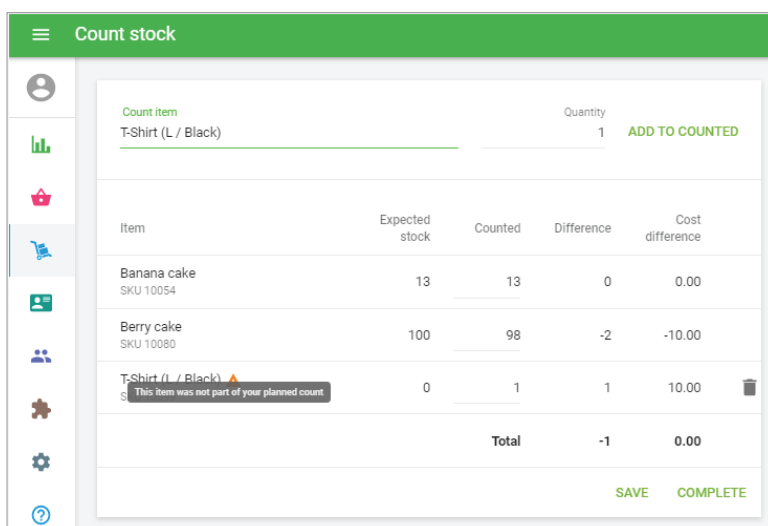 Count stock
Count item
Quantity
T-Shirt (L / Black)
1
ADD TO COUNTED
Item
Expected stock
Counted
Difference
Cost difference
Banana cake
SKU 10054
13
13
0
0.00
Berry cake
SKU 10080
100
98
-2
-10.00
T-Shirt (L / Black)
This item was not part of your planned count
0
1
1
10.00
Total
-1
0.00
SAVE
COMPLETE